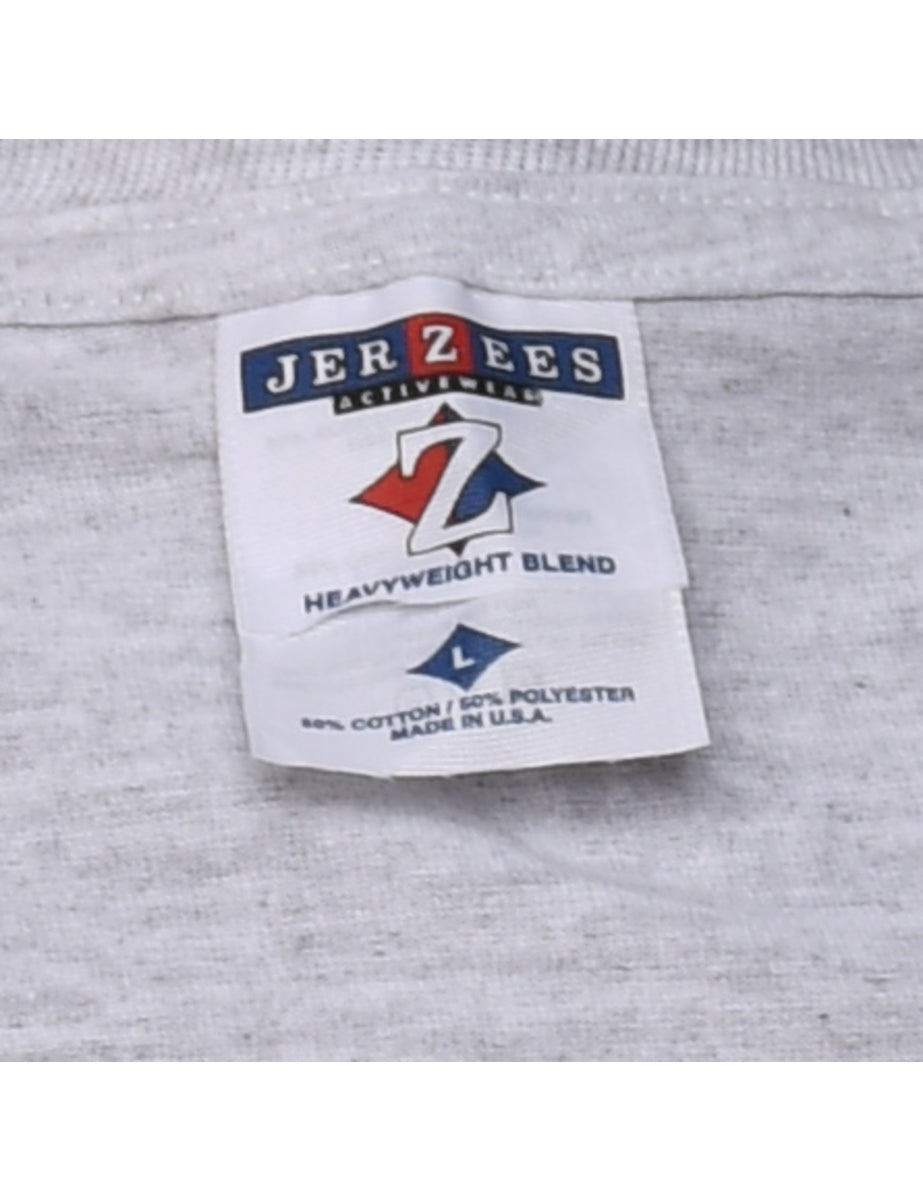 JERZEES
ACTIVEWEAR
Z
HEAVYWEIGHT BLEND
L
50% COTTON / 50% POLYESTER
MADE IN U.S.A.